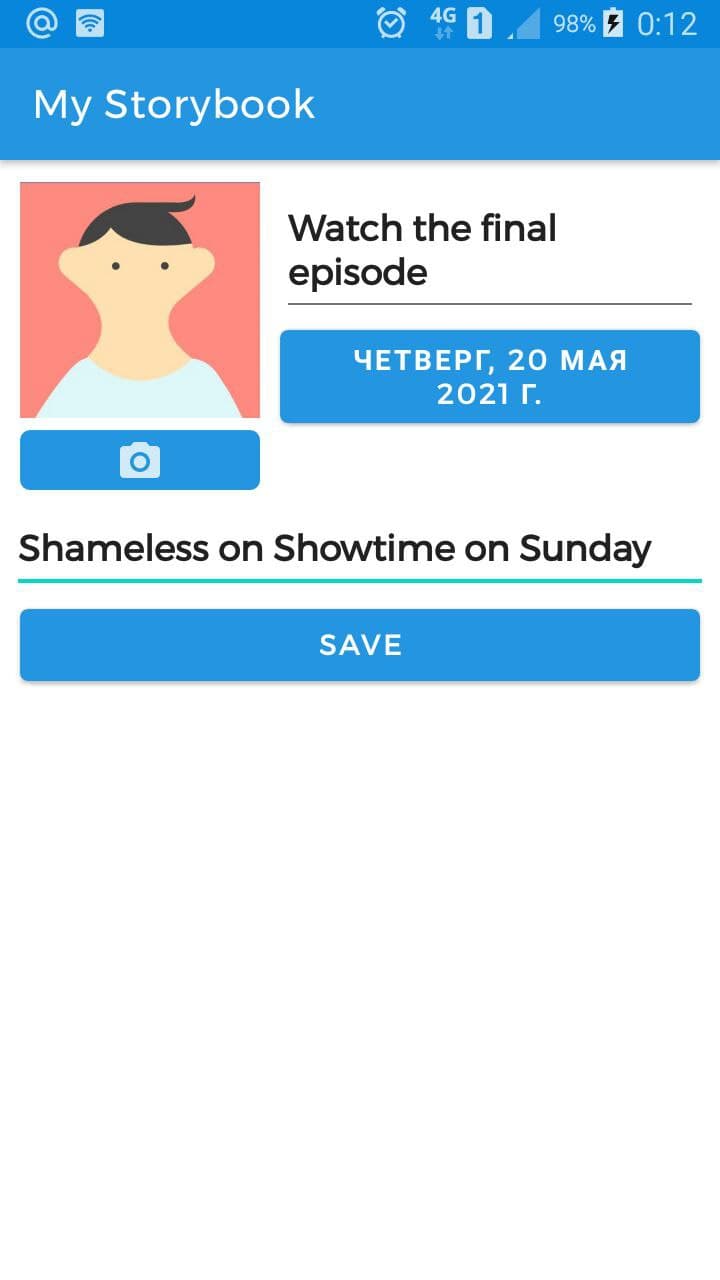 4G 1 98% 0:12
My Storybook
Watch the final
episode
ЧЕТВЕРГ, 20 МАЯ
2021 Г.
Shameless on Showtime on Sunday
SAVE